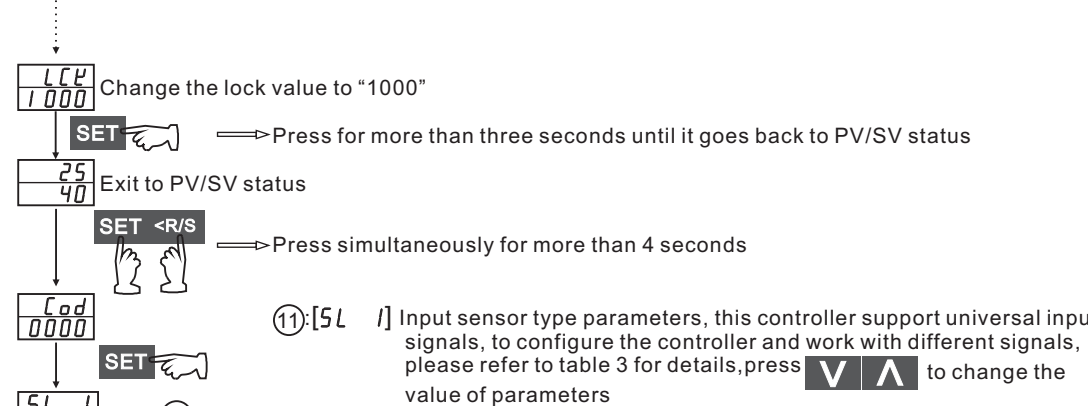 LCK
1000 Change the lock value to “1000”
SET Press for more than three seconds until it goes back to PV/SV status
25
40 Exit to PV/SV status
SET <R/S
Press simultaneously for more than 4 seconds
Cod
0000
11:[SL 1] Input sensor type parameters, this controller support universal inpu
signals, to configure the controller and work with different signals,
please refer to table 3 for details,press V Λ to change the
value of parameters
SET
SL 1